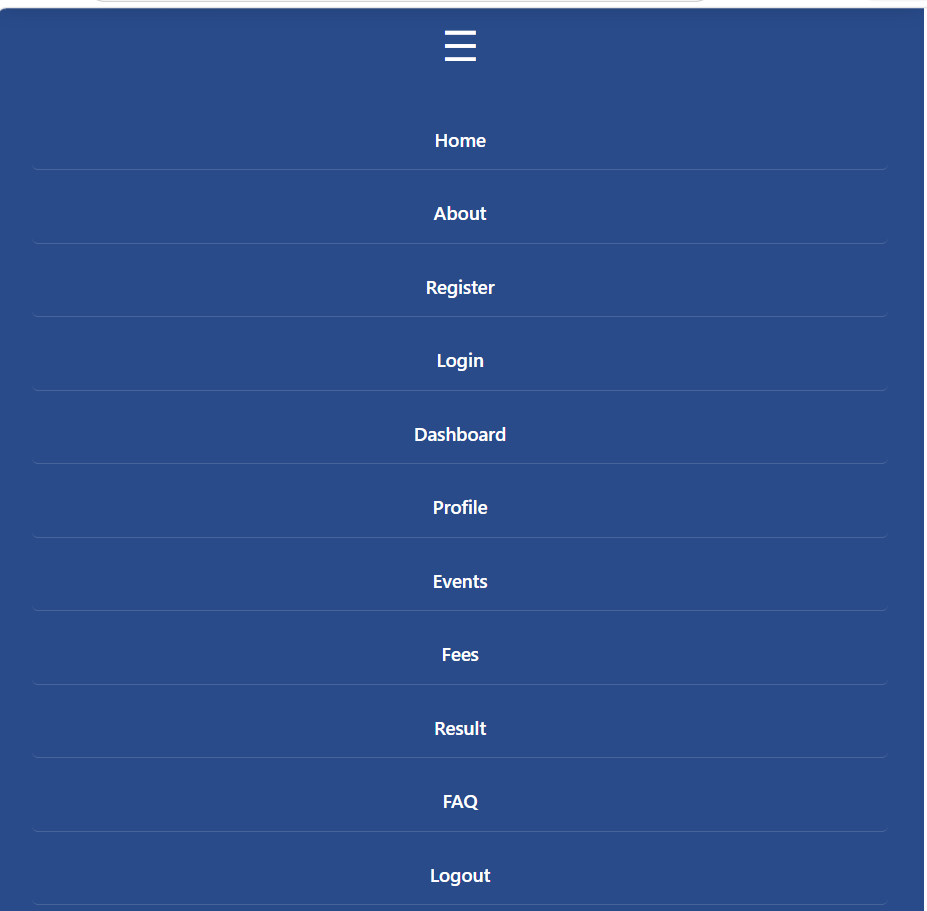 Home
About
Register
Login
Dashboard
Profile
Events
Fees
Result
FAQ
Logout